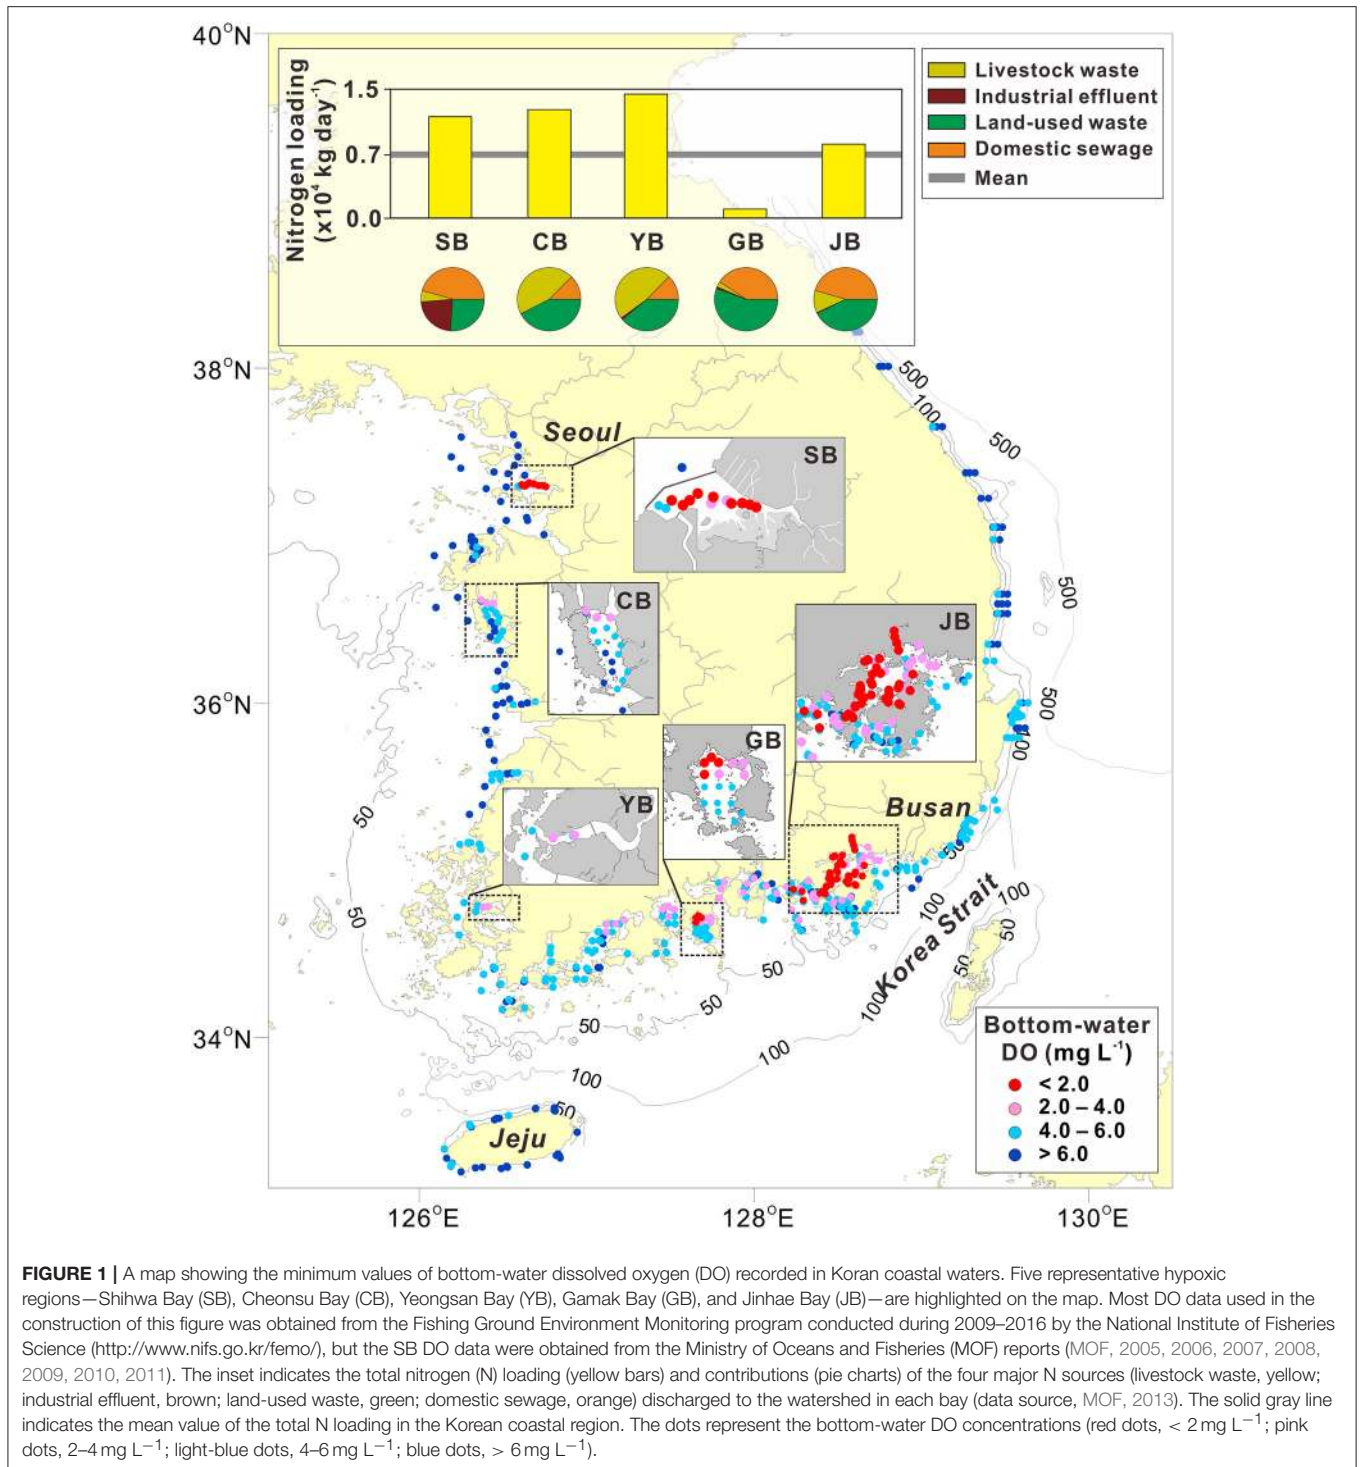 40°N
38°N
36°N
34°N
126°E
128°E
130°E
Nitrogen loading
(x10⁴ kg day⁻¹)
1.5
0.7
0.0
SB
CB
YB
GB
JB
Livestock waste
Industrial effluent
Land-used waste
Domestic sewage
Mean
500
100
500
Seoul
SB
500
CB
JB
500
100
GB
50
YB
Busan
50
50
100
100
50
50
Korea Strait
50
50
100
50
100
100
50
Jeju
Bottom-water
DO (mg L⁻¹)
< 2.0
2.0 – 4.0
4.0 – 6.0
> 6.0
FIGURE 1 | A map showing the minimum values of bottom-water dissolved oxygen (DO) recorded in Koran coastal waters. Five representative hypoxic
regions—Shihwa Bay (SB), Cheonsu Bay (CB), Yeongsan Bay (YB), Gamak Bay (GB), and Jinhae Bay (JB)—are highlighted on the map. Most DO data used in the
construction of this figure was obtained from the Fishing Ground Environment Monitoring program conducted during 2009–2016 by the National Institute of Fisheries
Science (http://www.nifs.go.kr/femo/), but the SB DO data were obtained from the Ministry of Oceans and Fisheries (MOF) reports (MOF, 2005, 2006, 2007, 2008,
2009, 2010, 2011). The inset indicates the total nitrogen (N) loading (yellow bars) and contributions (pie charts) of the four major N sources (livestock waste, yellow;
industrial effluent, brown; land-used waste, green; domestic sewage, orange) discharged to the watershed in each bay (data source, MOF, 2013). The solid gray line
indicates the mean value of the total N loading in the Korean coastal region. The dots represent the bottom-water DO concentrations (red dots, < 2 mg L⁻¹; pink
dots, 2–4 mg L⁻¹; light-blue dots, 4–6 mg L⁻¹; blue dots, > 6 mg L⁻¹).